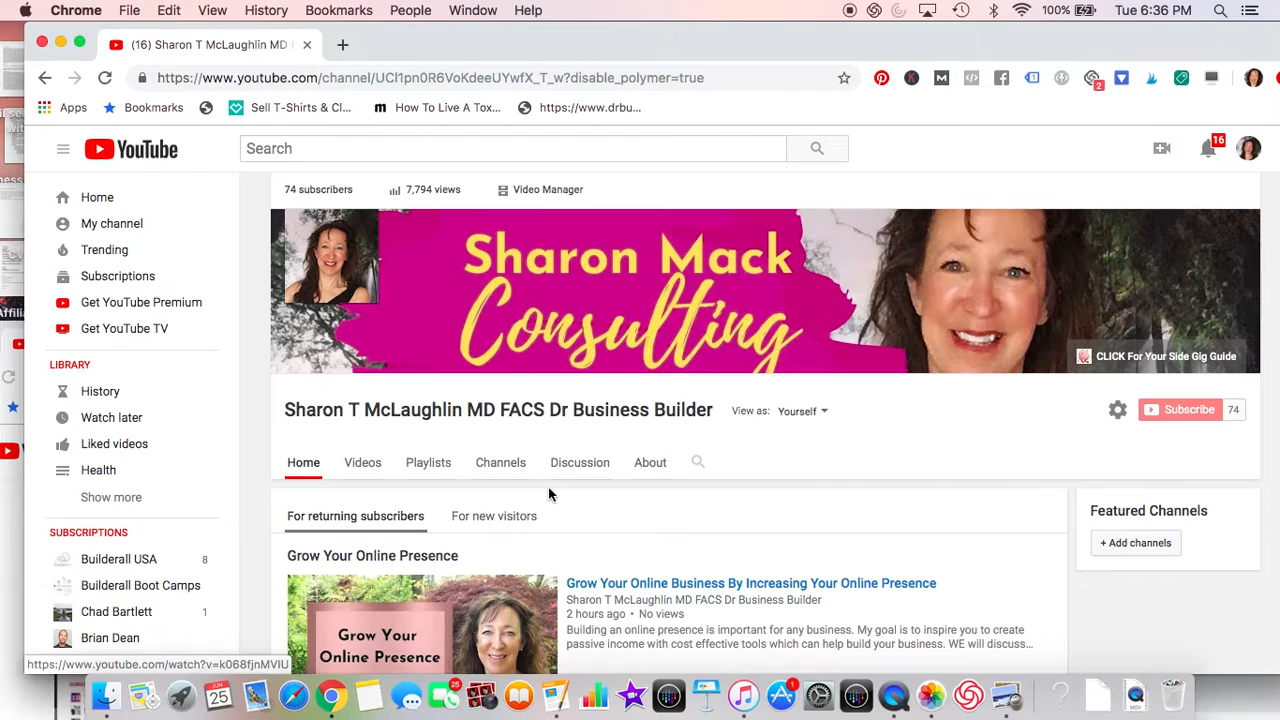 Chrome File Edit View History Bookmarks People Window Help 100% Tue 6:36 PM
(16) Sharon T McLaughlin MD
https://www.youtube.com/channel/UCl1pn0R6VoKdeeUYwfX_T_w?disable_polymer=true
Apps Bookmarks Sell T-Shirts & Cl... How To Live A Tox... https://www.drbu...
YouTube Search 16
74 subscribers 7,794 views Video Manager
Home
My channel
Trending
Subscriptions
Get YouTube Premium
Get YouTube TV
LIBRARY
History
Watch later
Liked videos
Health
Show more
SUBSCRIPTIONS
Builderall USA 8
Builderall Boot Camps
Chad Bartlett 1
Brian Dean
https://www.youtube.com/watch?v=k068fjnMVIU
Sharon Mack
Consulting
CLICK For Your Side Gig Guide
Sharon T McLaughlin MD FACS Dr Business Builder View as: Yourself Subscribe 74
Home Videos Playlists Channels Discussion About
For returning subscribers For new visitors
Grow Your Online Presence
Grow Your
Online Presence
Grow Your Online Business By Increasing Your Online Presence
Sharon T McLaughlin MD FACS Dr Business Builder
2 hours ago • No views
Building an online presence is important for any business. My goal is to inspire you to create
passive income with cost effective tools which can help build your business. WE will discuss...
Featured Channels
+ Add channels
JUN
25
25
1